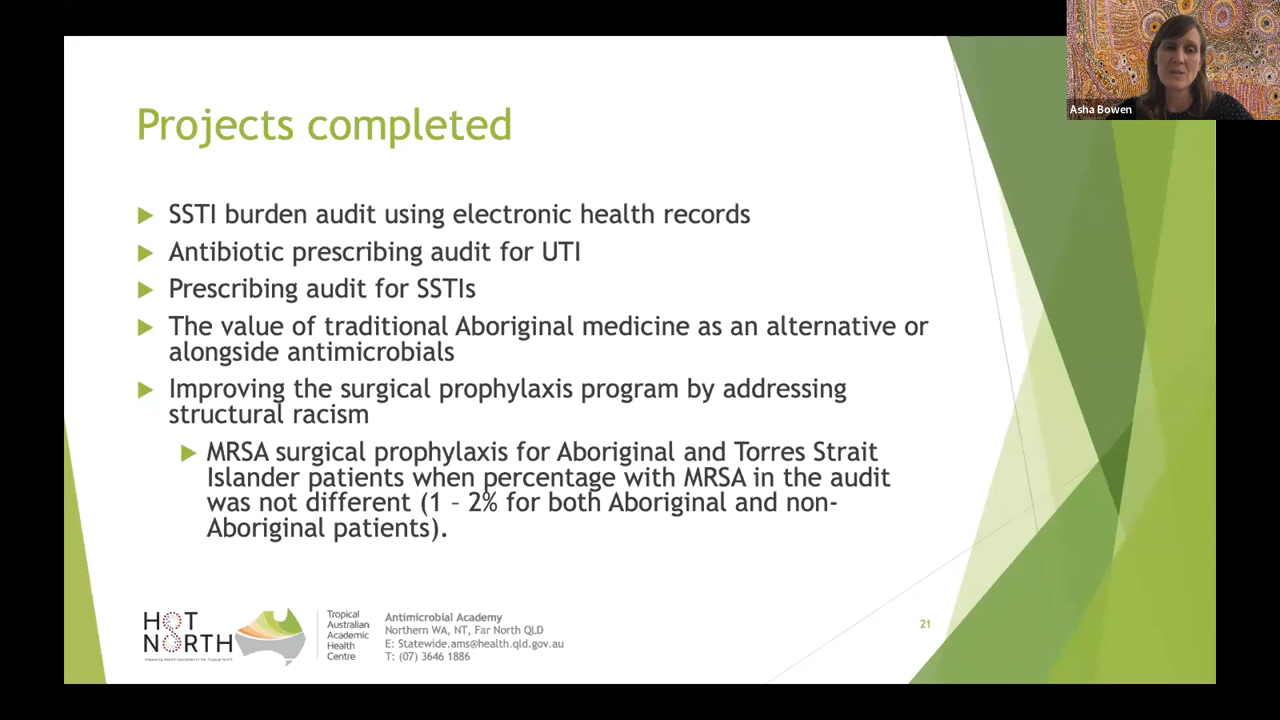 Asha Bowen
Projects completed
SSTI burden audit using electronic health records
Antibiotic prescribing audit for UTI
Prescribing audit for SSTIs
The value of traditional Aboriginal medicine as an alternative or
alongside antimicrobials
Improving the surgical prophylaxis program by addressing
structural racism
MRSA surgical prophylaxis for Aboriginal and Torres Strait
Islander patients when percentage with MRSA in the audit
was not different (1 – 2% for both Aboriginal and non-
Aboriginal patients).
HOT
NORTH
Improving Health Outcomes in the Tropical North
Tropical
Australian
Academic
Health
Centre
Antimicrobial Academy
Northern WA, NT, Far North QLD
E: Statewide.ams@health.qld.gov.au
T: (07) 3646 1886
21